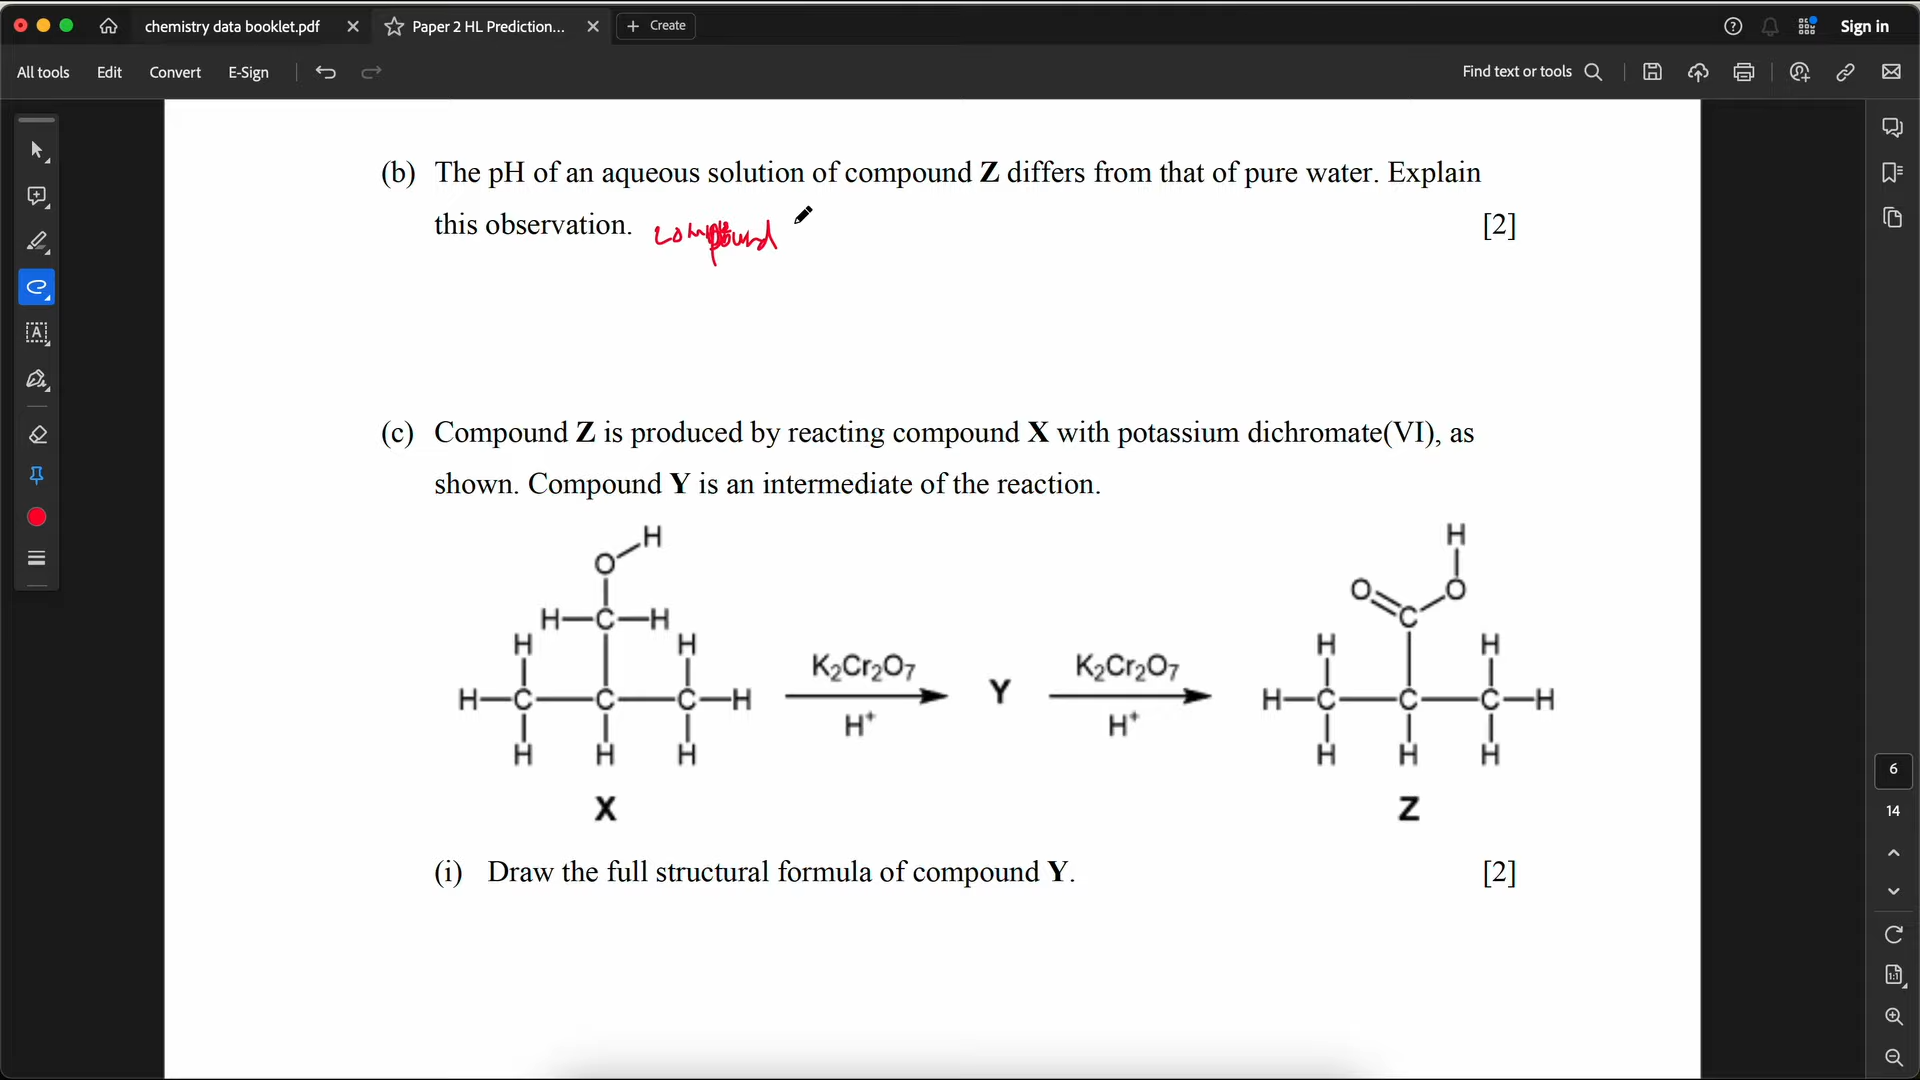 chemistry data booklet.pdf
Paper 2 HL Prediction...
Create
Sign in
All tools
Edit
Convert
E-Sign
Find text or tools
(b) The pH of an aqueous solution of compound Z differs from that of pure water. Explain
this observation. compound [2]
(c) Compound Z is produced by reacting compound X with potassium dichromate(VI), as
shown. Compound Y is an intermediate of the reaction.
H
O
H C H
H H
H C C C H
H H H
X
K2Cr2O7
H+
Y
K2Cr2O7
H+
H
O O
C
H H
H C C C H
H H H
Z
(i) Draw the full structural formula of compound Y. [2]
6
14